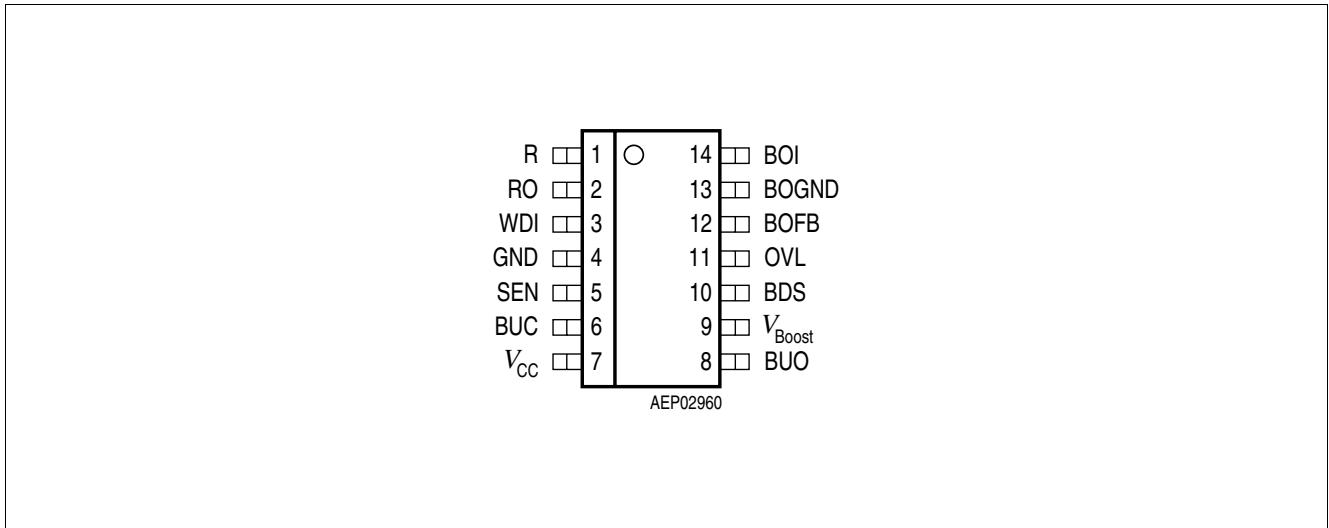 R 1 14 BOI
RO 2 13 BOGND
WDI 3 12 BOFB
GND 4 11 OVL
SEN 5 10 BDS
BUC 6 9 VBoost
VCC 7 8 BUO
AEP02960